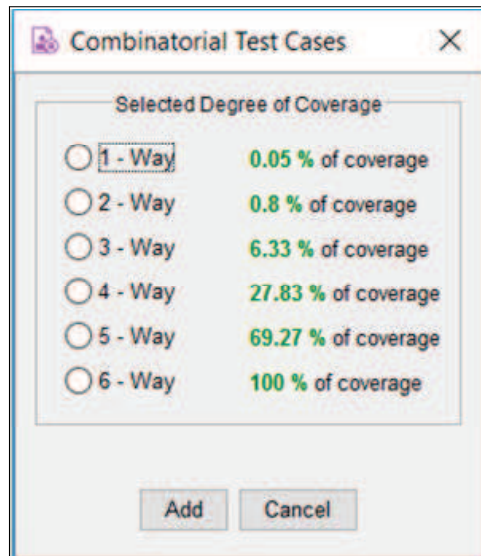 Combinatorial Test Cases
Selected Degree of Coverage
1 - Way 0.05 % of coverage
2 - Way 0.8 % of coverage
3 - Way 6.33 % of coverage
4 - Way 27.83 % of coverage
5 - Way 69.27 % of coverage
6 - Way 100 % of coverage
Add Cancel